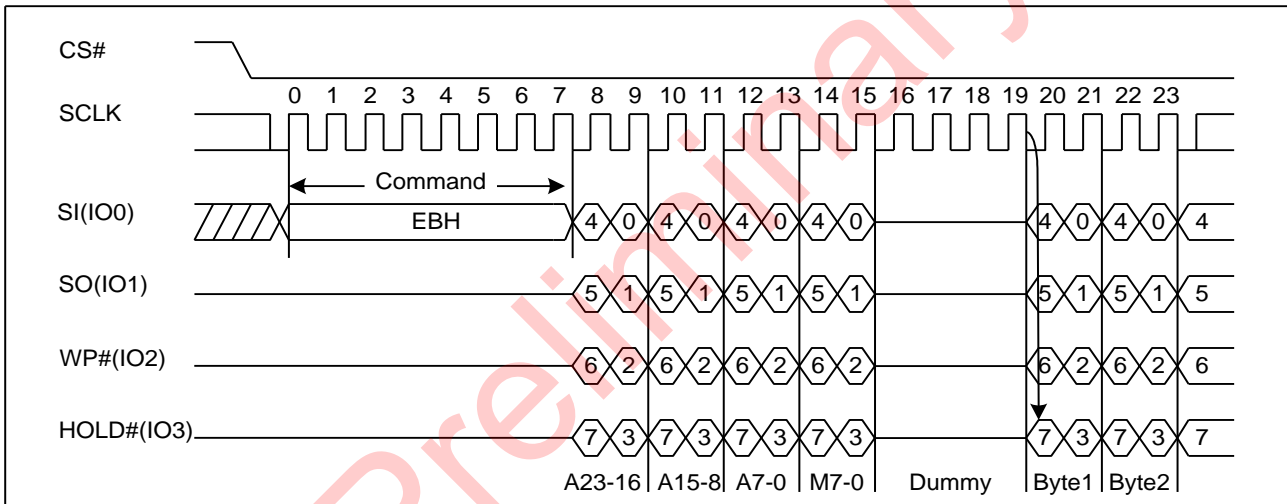 CS#
0 1 2 3 4 5 6 7 8 9 10 11 12 13 14 15 16 17 18 19 20 21 22 23
SCLK
Command
SI(IO0) EBH 4 0 4 0 4 0 4 0 4 0 4 0 4
SO(IO1) 5 1 5 1 5 1 5 1 5 1 5 1 5
WP#(IO2) 6 2 6 2 6 2 6 2 6 2 6 2 6
HOLD#(IO3) 7 3 7 3 7 3 7 3 7 3 7 3 7
A23-16 A15-8 A7-0 M7-0 Dummy Byte1 Byte2
Preliminary